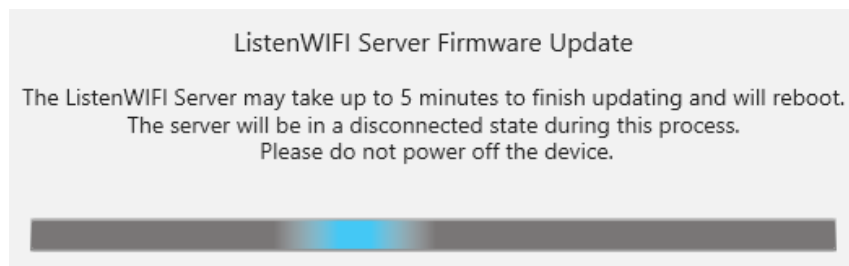 ListenWIFI Server Firmware Update
The ListenWIFI Server may take up to 5 minutes to finish updating and will reboot.
The server will be in a disconnected state during this process.
Please do not power off the device.